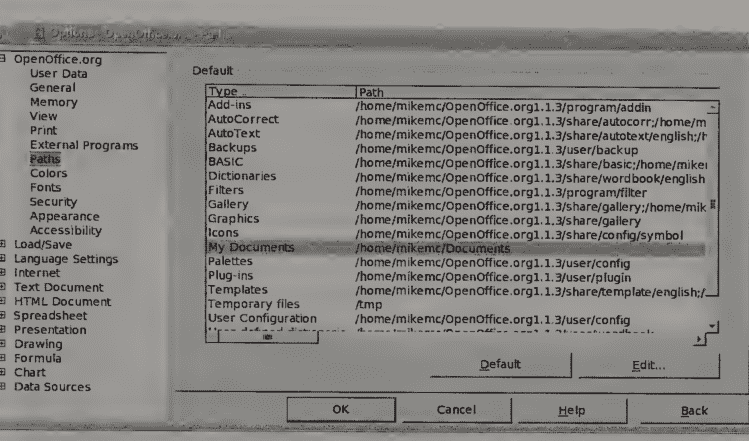 Options - OpenOffice.org - Paths
OpenOffice.org
User Data
General
Memory
View
Print
External Programs
Paths
Colors
Fonts
Security
Appearance
Accessibility
Load/Save
Language Settings
Internet
Text Document
HTML Document
Spreadsheet
Presentation
Drawing
Formula
Chart
Data Sources
Default
Type Path
Add-ins /home/mikemc/OpenOffice.org1.1.3/program/addin
AutoCorrect /home/mikemc/OpenOffice.org1.1.3/share/autocorr;/home/m
AutoText /home/mikemc/OpenOffice.org1.1.3/share/autotext/english;/h
Backups /home/mikemc/OpenOffice.org1.1.3/user/backup
BASIC /home/mikemc/OpenOffice.org1.1.3/share/basic;/home/mike
Dictionaries /home/mikemc/OpenOffice.org1.1.3/share/wordbook/english
Filters /home/mikemc/OpenOffice.org1.1.3/program/filter
Gallery /home/mikemc/OpenOffice.org1.1.3/share/gallery;/home/mik
Graphics /home/mikemc/OpenOffice.org1.1.3/share/gallery
Icons /home/mikemc/OpenOffice.org1.1.3/share/config/symbol
My Documents /home/mikemc/Documents
Palettes /home/mikemc/OpenOffice.org1.1.3/user/config
Plug-ins /home/mikemc/OpenOffice.org1.1.3/user/plugin
Templates /home/mikemc/OpenOffice.org1.1.3/share/template/english;/
Temporary files /tmp
User Configuration /home/mikemc/OpenOffice.org1.1.3/user/config
Default Edit...
OK Cancel Help Back